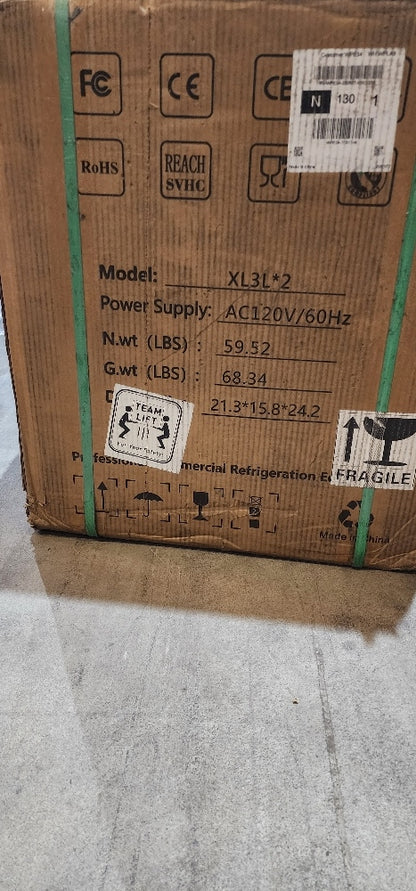 FC
CE
CE
N 130 1
RoHS
REACH
SVHC
Model: XL3L*2
Power Supply: AC120V/60Hz
N.wt (LBS) : 59.52
G.wt (LBS) : 68.34
D 21.3*15.8*24.2
TEAM
LIFT
FRAGILE
Profession mercial Refrigeration E
Made in China